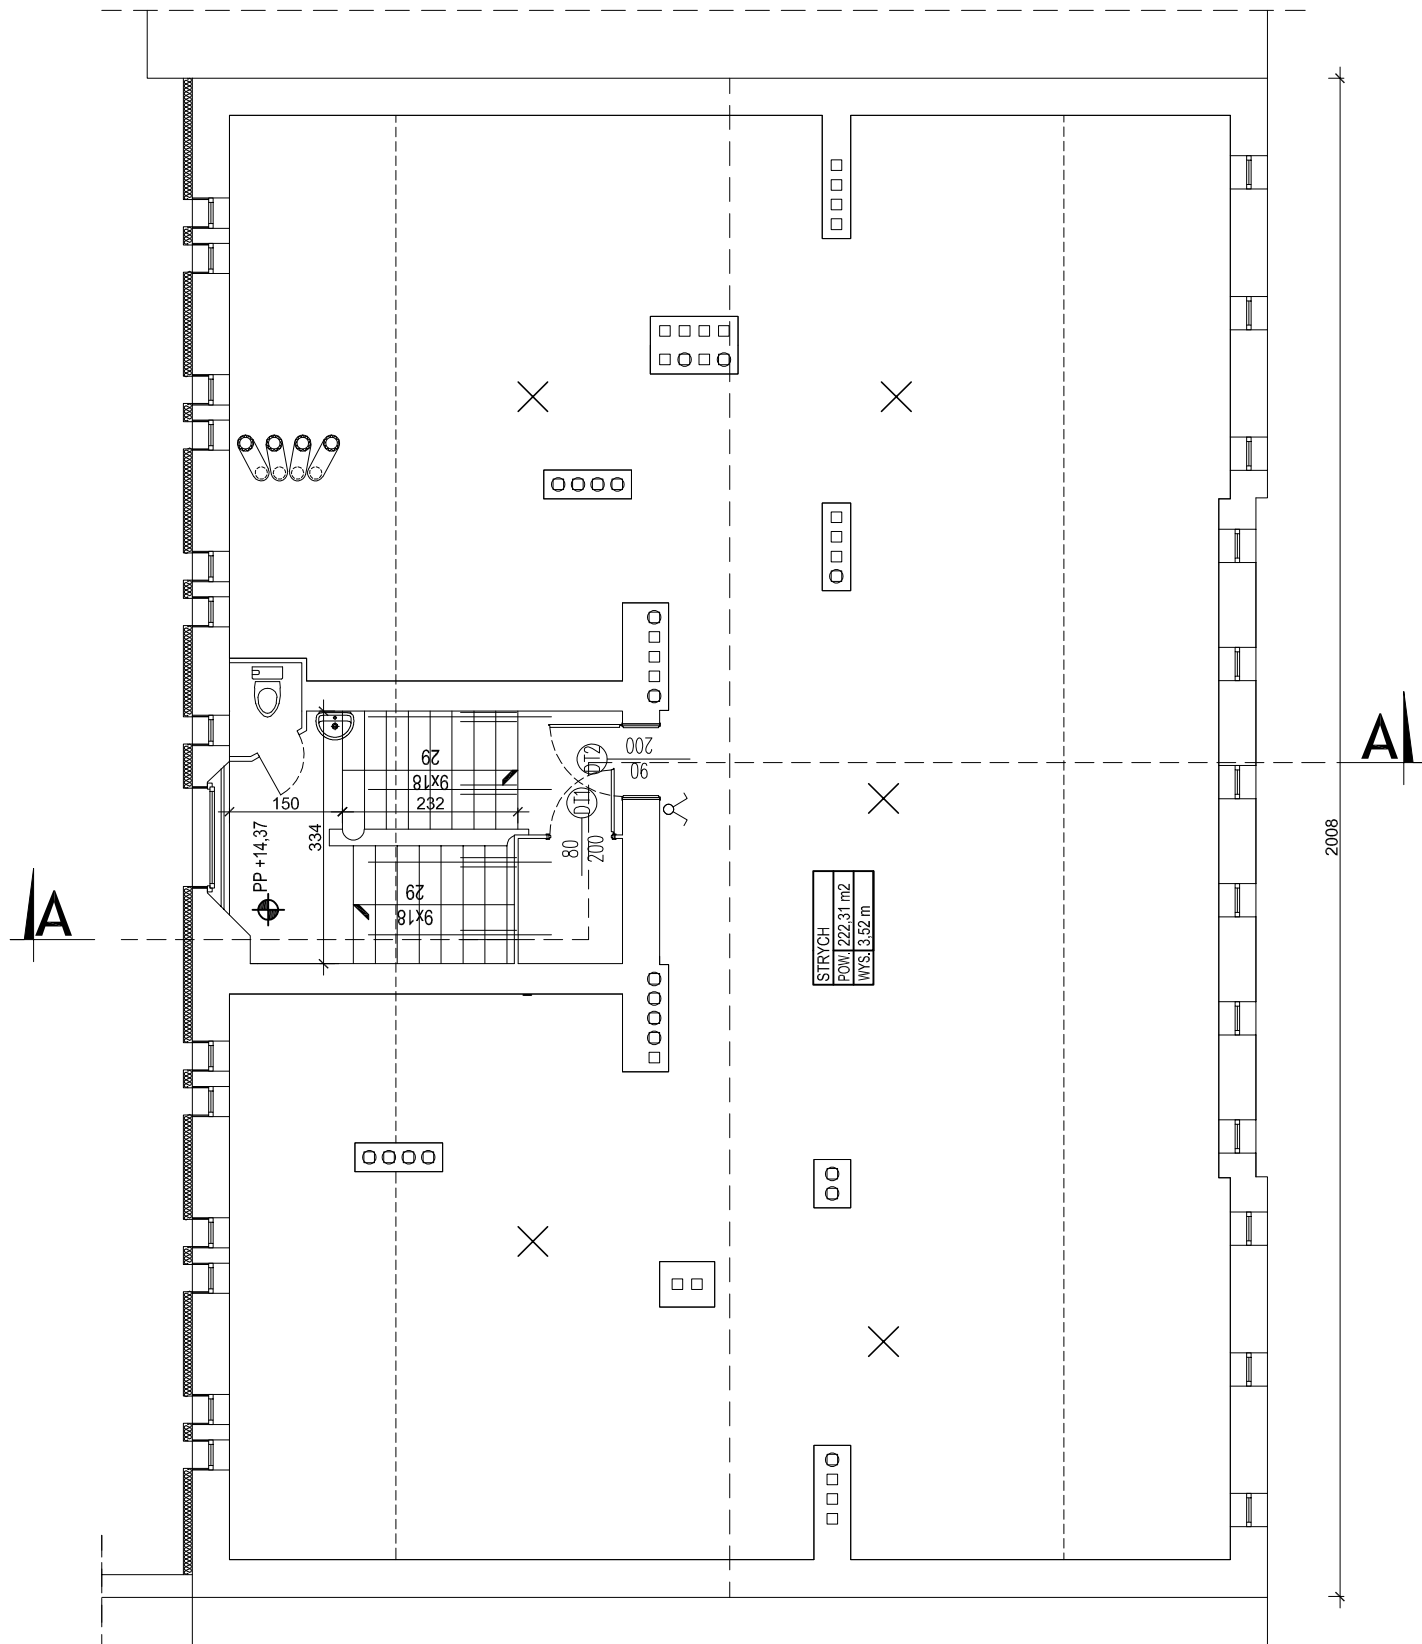 200
DT2
90
29
9x18
150
232
DT1
PP +14,37
334
80
200
29
9x18
A
A
2008
STRYCH
POW. 222,31 m2
WYS. 3,52 m